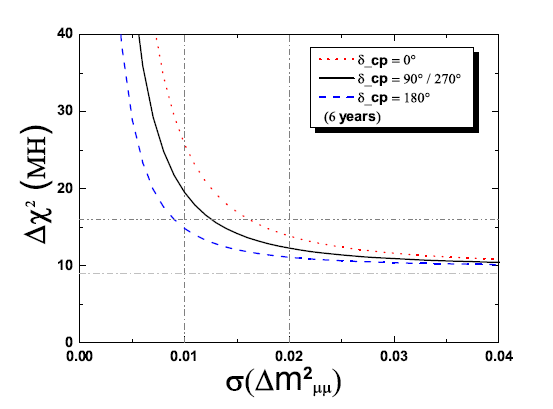 40
30
20
10
0
Δχ² (MH)
δ_cp = 0°
δ_cp = 90° / 270°
δ_cp = 180°
(6 years)
0.00 0.01 0.02 0.03 0.04
σ(Δm²μμ)